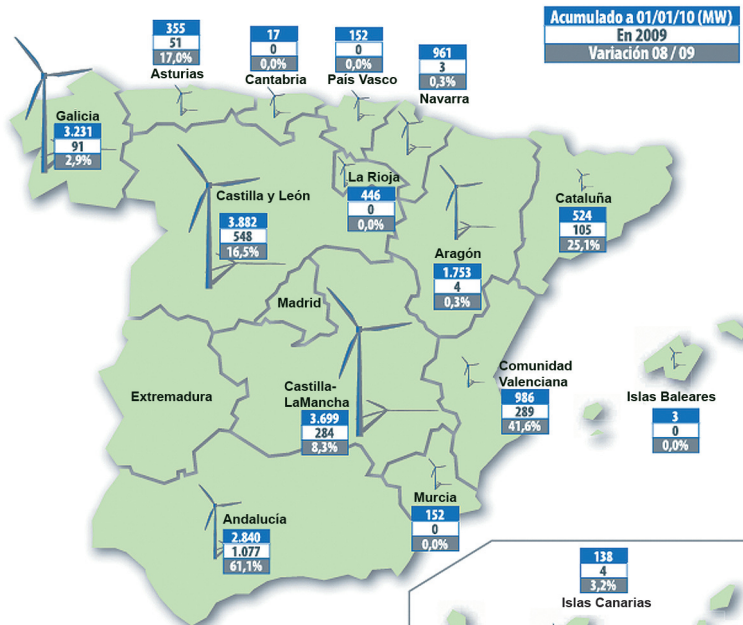 Acumulado a 01/01/10 (MW)
En 2009
Variación 08 / 09
355
51
17,0%
Asturias
17
0
0,0%
Cantabria
152
0
0,0%
País Vasco
961
3
0,3%
Navarra
Galicia
3.231
91
2,9%
Castilla y León
3.882
548
16,5%
La Rioja
446
0
0,0%
Cataluña
524
105
25,1%
Aragón
1.753
4
0,3%
Madrid
Extremadura
Castilla-
LaMancha
3.699
284
8,3%
Comunidad
Valenciana
986
289
41,6%
Islas Baleares
3
0
0,0%
Murcia
152
0
0,0%
Andalucía
2.840
1.077
61,1%
138
4
3,2%
Islas Canarias